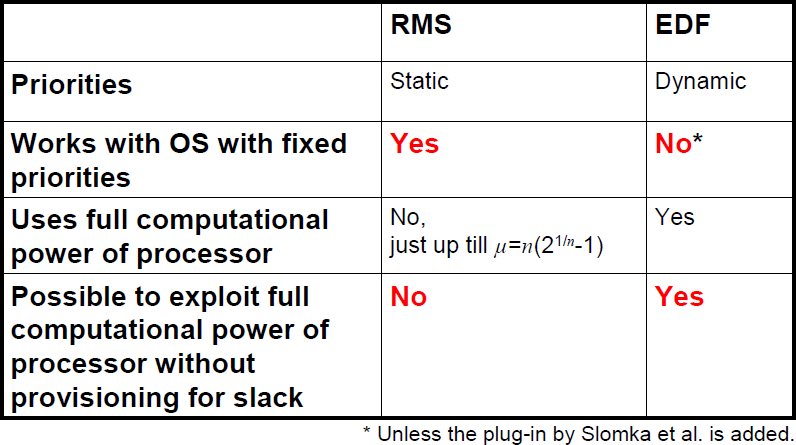 RMS EDF
Priorities Static Dynamic
Works with OS with fixed Yes No*
priorities
Uses full computational No, Yes
power of processor just up till μ=n(2^{1/n}-1)
Possible to exploit full No Yes
computational power of
processor without
provisioning for slack
* Unless the plug-in by Slomka et al. is added.